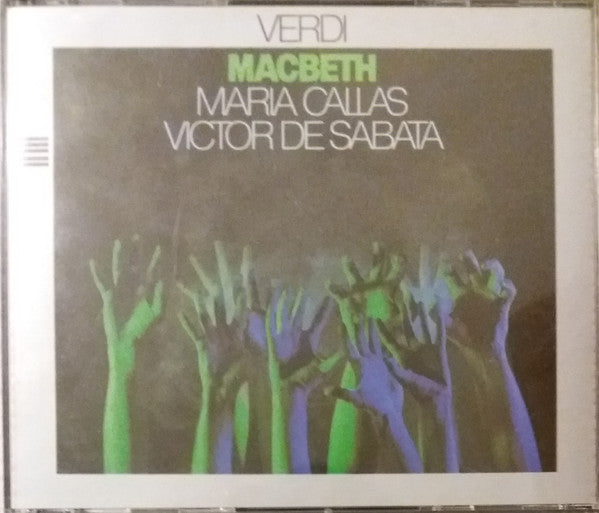 VERDI
MACBETH
MARIA CALLAS
VICTOR DE SABATA